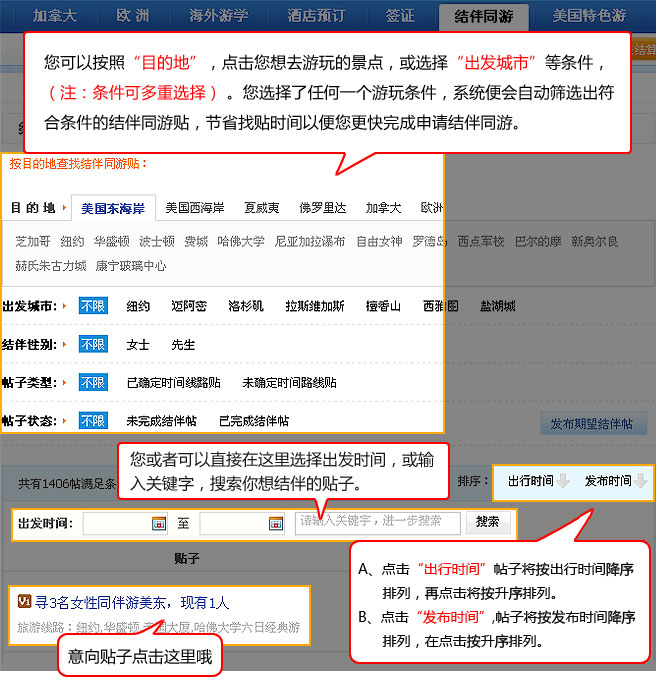 加拿大 欧 洲 海外游学 酒店预订 签证 结伴同游 美国特色游
您可以按照“目的地”，点击您想去游玩的景点，或选择“出发城市”等条件，
（注：条件可多重选择）。您选择了任何一个游玩条件，系统便会自动筛选出符
合条件的结伴同游贴，节省找贴时间以便您更快完成申请结伴同游。
结算
按目的地查找结伴同游贴：
目 的 地 美国东海岸 美国西海岸 夏威夷 佛罗里达 加拿大 欧洲
芝加哥 纽约 华盛顿 波士顿 费城 哈佛大学 尼亚加拉瀑布 自由女神 罗德岛 西点军校 巴尔的摩 新奥尔良
赫氏朱古力城 康宁玻璃中心
出发城市： 不限 纽约 迈阿密 洛杉矶 拉斯维加斯 檀香山 西雅图 盐湖城
结伴性别： 不限 女士 先生
帖子类型： 不限 已确定时间线路贴 未确定时间路线贴
帖子状态： 不限 未完成结伴帖 已完成结伴帖
发布期望结伴帖
您或者可以直接在这里选择出发时间，或输
入关键字，搜索你想结伴的贴子。
共有1406帖满足条
排序： 出行时间 发布时间
出发时间： 至 请输入关键字，进一步搜索 搜索
贴子
A、点击“出行时间”帖子将按出行时间降序
排列，再点击将按升序排列。
B、点击“发布时间”,帖子将按发布时间降序
排列，在点击按升序排列。
寻3名女性同伴游美东，现有1人
旅游线路：纽约,华盛顿,帝国大厦,哈佛大学六日经典游
意向贴子点击这里哦